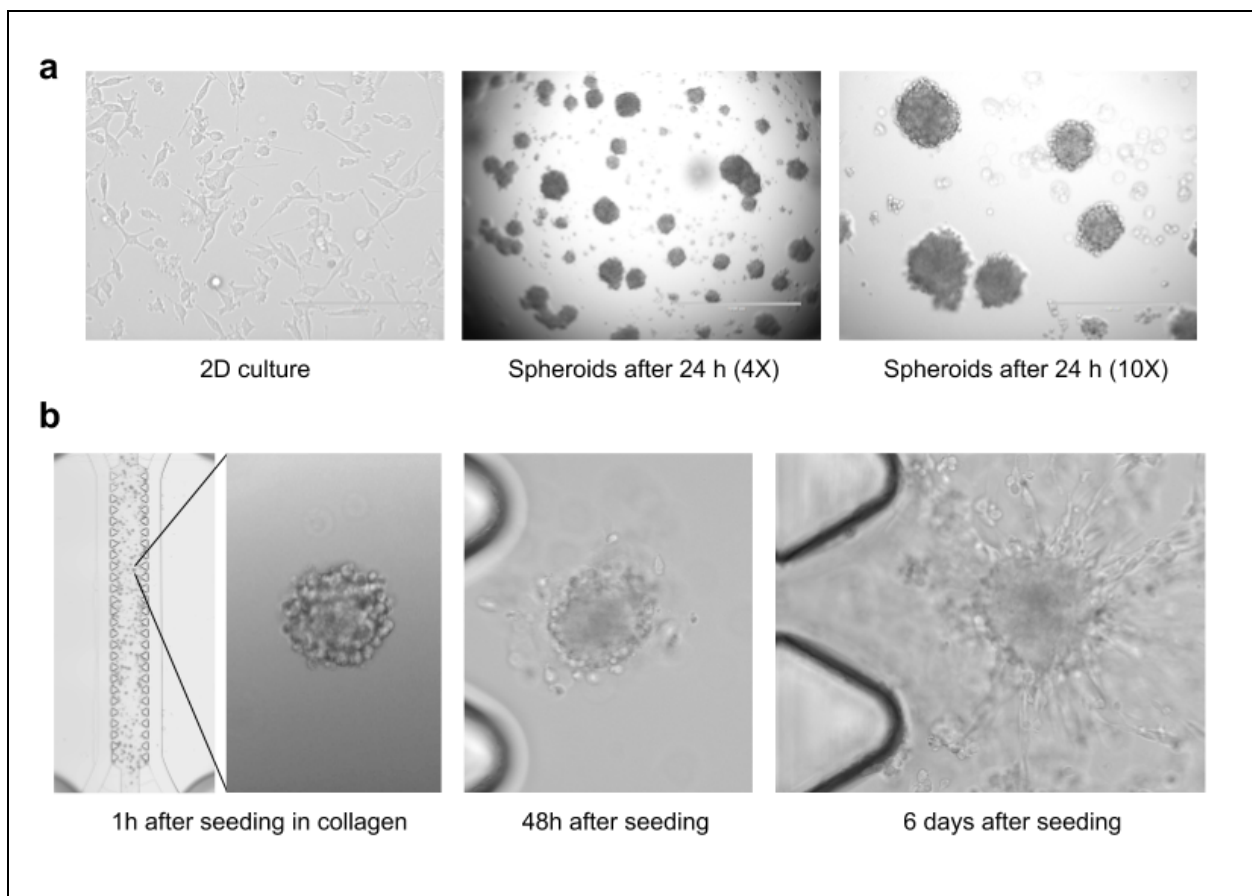 a
2D culture
Spheroids after 24 h (4X)
Spheroids after 24 h (10X)
b
1h after seeding in collagen
48h after seeding
6 days after seeding